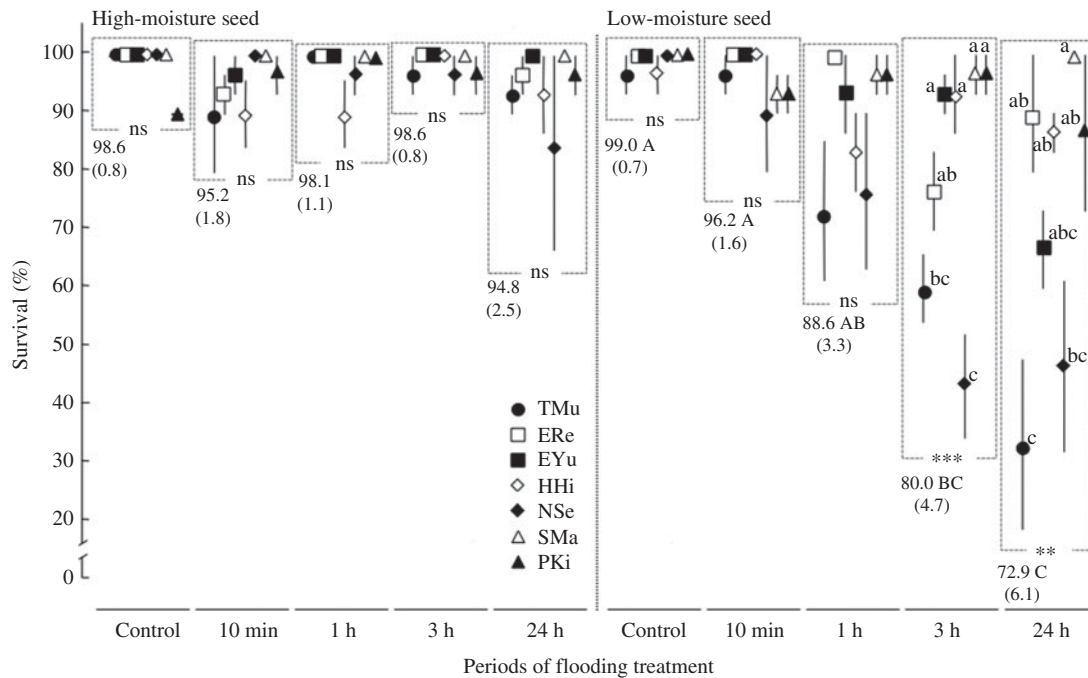 High-moisture seed
Low-moisture seed
100
90
80
70
60
50
40
30
20
0
Survival (%)
ns
98.6
(0.8)
ns
95.2
(1.8)
ns
98.1
(1.1)
ns
98.6
(0.8)
ns
94.8
(2.5)
TMu
ERe
EYu
HHi
NSe
SMa
PKi
ns
99.0 A
(0.7)
ns
96.2 A
(1.6)
ns
88.6 AB
(3.3)
a a
a a
ab
bc
c
***
80.0 BC
(4.7)
a
ab
ab
ab
abc
bc
c
**
72.9 C
(6.1)
Control 10 min 1 h 3 h 24 h Control 10 min 1 h 3 h 24 h
Periods of flooding treatment